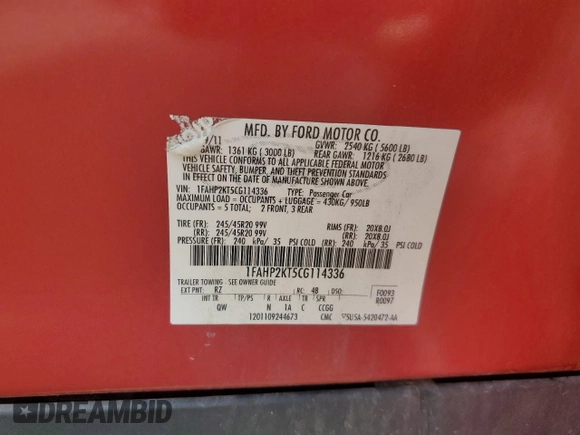 MFD. BY FORD MOTOR CO.
9/11
GVWR: 2540 KG (5600 LB)
GAWR: 1361 KG (3000 LB)
REAR GAWR: 1216 KG (2680 LB)
THIS VEHICLE CONFORMS TO ALL APPLICABLE FEDERAL MOTOR
VEHICLE SAFETY, BUMPER, AND THEFT PREVENTION STANDARDS
IN EFFECT ON THE DATE OF MANUFACTURE SHOWN ABOVE.
VIN: 1FAHP2KT5CG114336 TYPE: Passenger Car
MAXIMUM LOAD = OCCUPANTS + LUGGAGE = 430KG/ 950LB
OCCUPANTS = 5 TOTAL; 2 FRONT, 3 REAR
TIRE (FR): 245/45R20 99V RIMS (FR): 20X8.0J
(RR): 245/45R20 99V (RR): 20X8.0J
PRESSURE (FR): 240 kPa/ 35 PSI COLD (RR): 240 kPa/ 35 PSI COLD
1FAHP2KT5CG114336
TRAILER TOWING - SEE OWNER GUIDE
EXT PNT: RZ RC: 48 DSO: F0093
R0097
INT TR TP/PS R AXLE TR SPR
QW N 1A C CCGG
1201109244673 CMC 5U5A-5420472-AA
DREAMBID